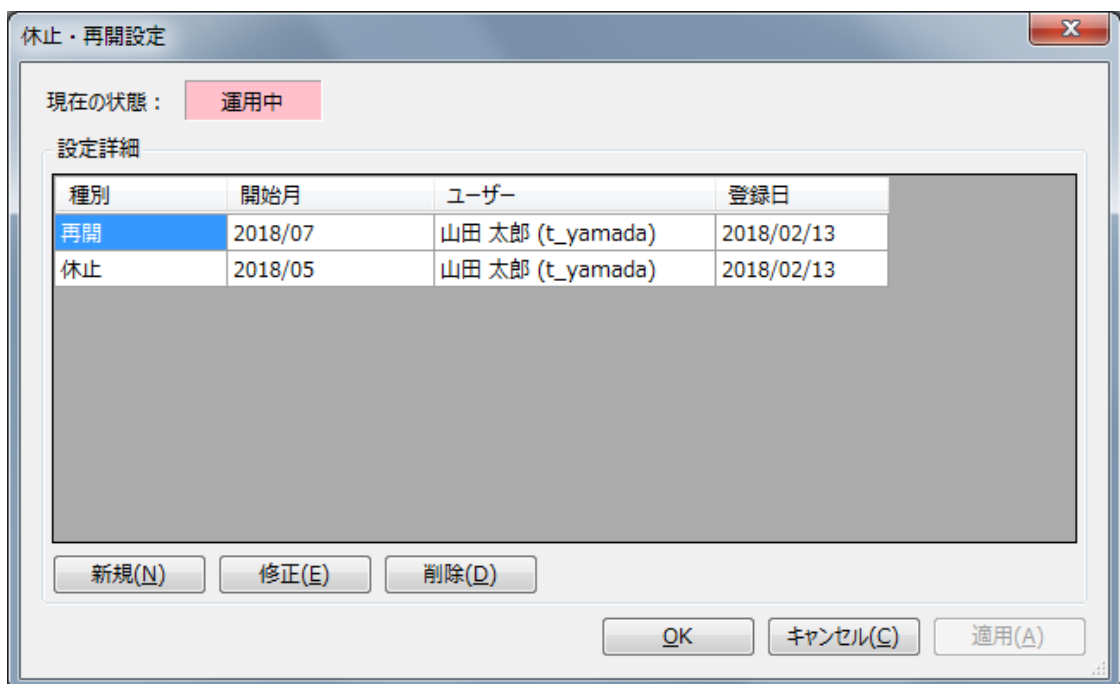 休止・再開設定
現在の状態： 運用中
設定詳細
種別 開始月 ユーザー 登録日
再開 2018/07 山田 太郎 (t_yamada) 2018/02/13
休止 2018/05 山田 太郎 (t_yamada) 2018/02/13
新規(N) 修正(E) 削除(D)
OK キャンセル(C) 適用(A)